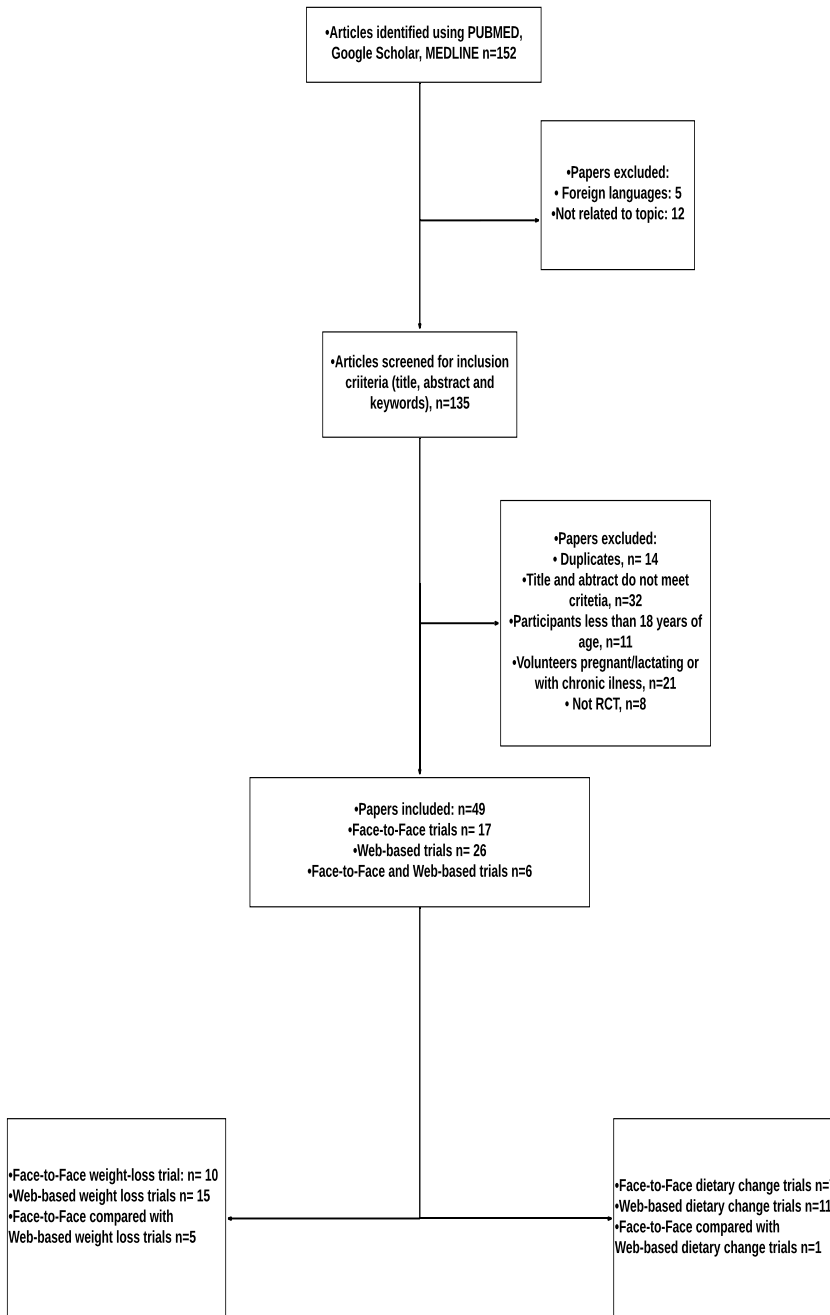 •Articles identified using PUBMED,
Google Scholar, MEDLINE n=152
•Papers excluded:
• Foreign languages: 5
•Not related to topic: 12
•Articles screened for inclusion
criiteria (title, abstract and
keywords), n=135
•Papers excluded:
• Duplicates, n= 14
•Title and abtract do not meet
critetia, n=32
•Participants less than 18 years of
age, n=11
•Volunteers pregnant/lactating or
with chronic ilness, n=21
• Not RCT, n=8
•Papers included: n=49
•Face-to-Face trials n= 17
•Web-based trials n= 26
•Face-to-Face and Web-based trials n=6
•Face-to-Face weight-loss trial: n= 10
•Web-based weight loss trials n= 15
•Face-to-Face compared with
Web-based weight loss trials n=5
•Face-to-Face dietary change trials
•Web-based dietary change trials n=11
•Face-to-Face compared with
Web-based dietary change trials n=1